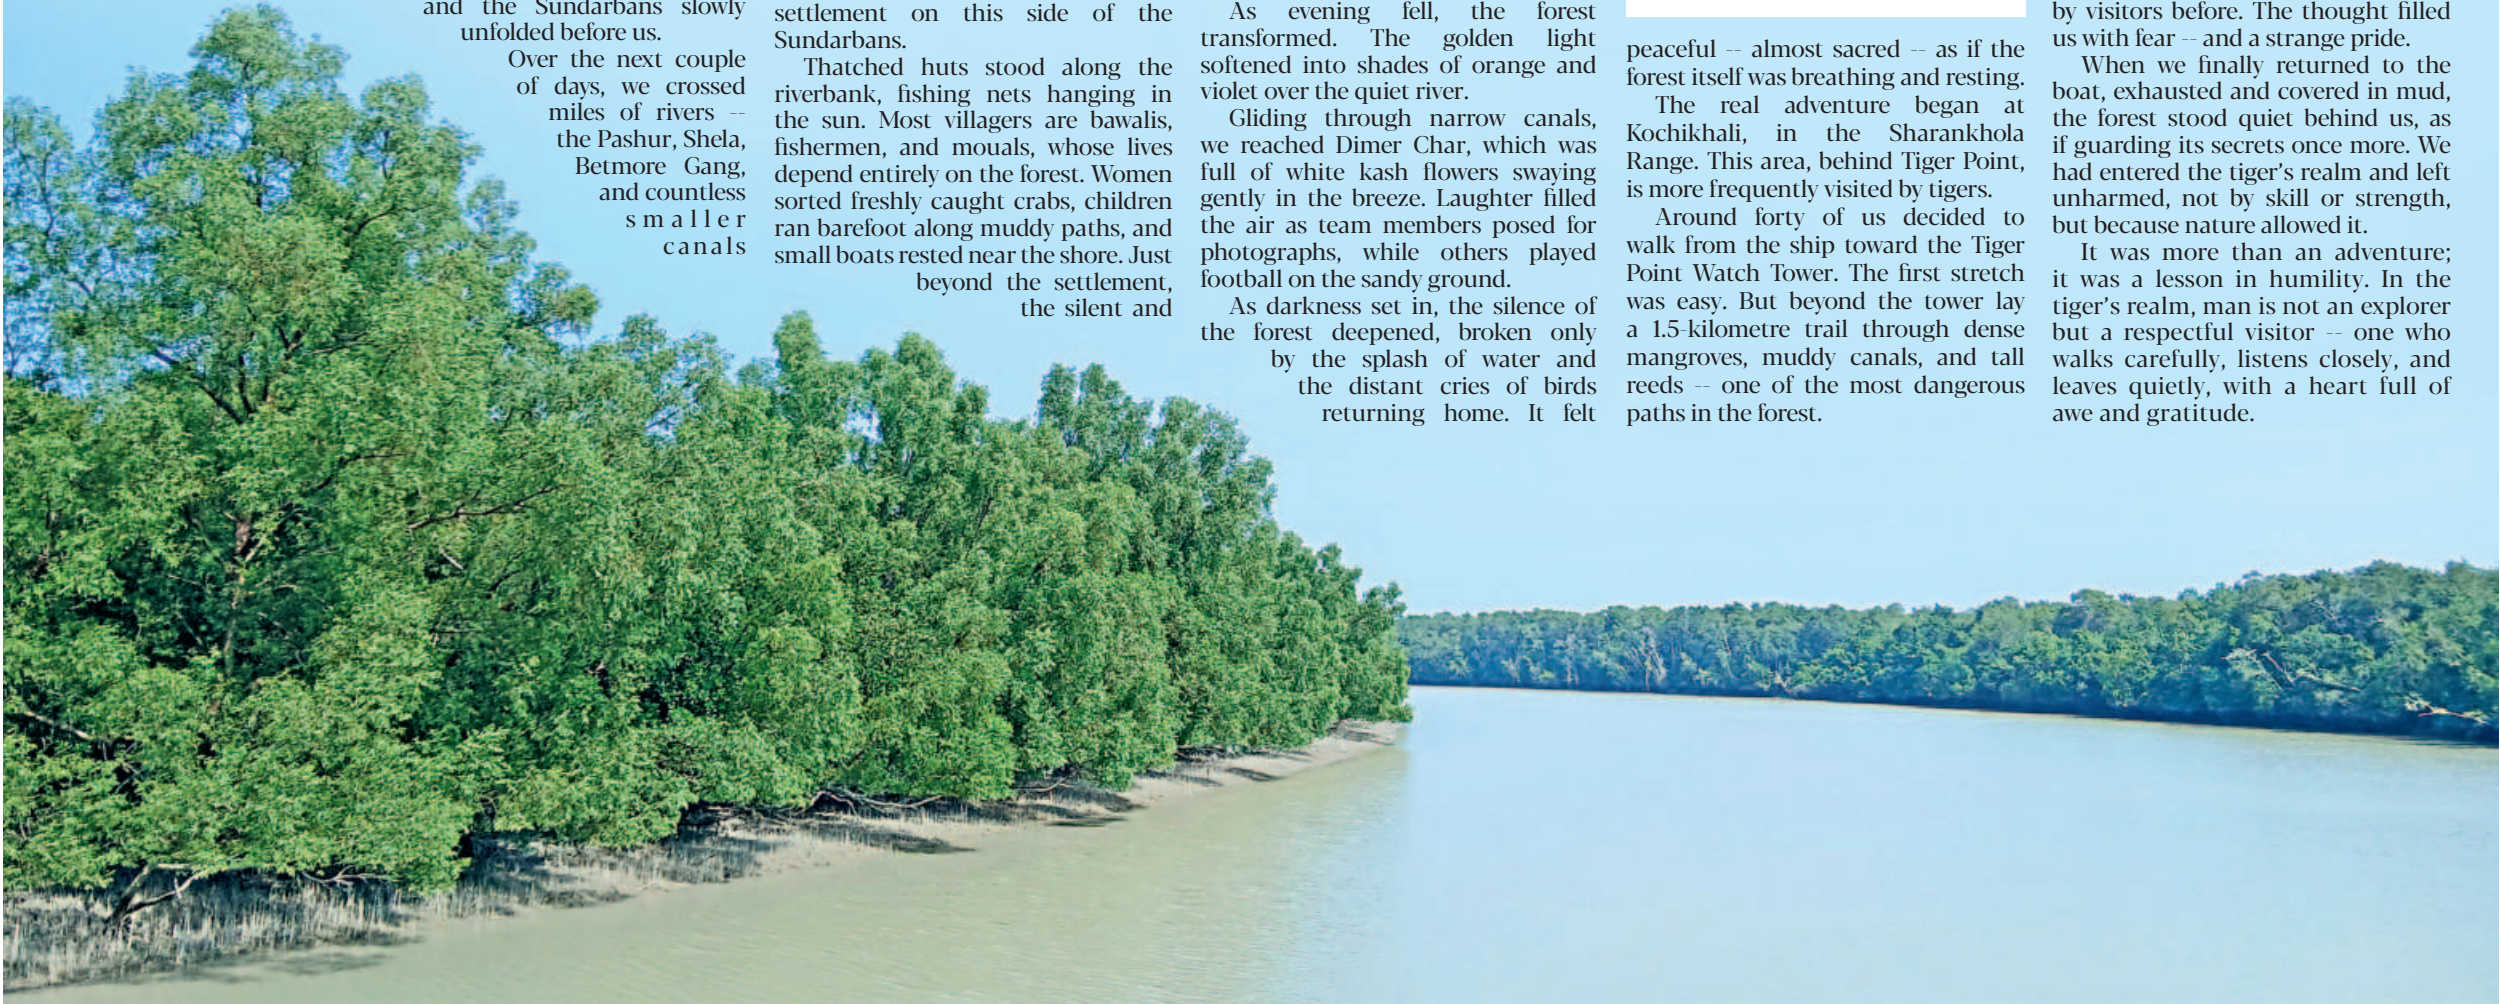 and the Sundarbans slowly
unfolded before us.
Over the next couple
of days, we crossed
miles of rivers --
the Pashur, Shela,
Betmore Gang,
and countless
smaller
canals
settlement on this side of the
Sundarbans.
Thatched huts stood along the
riverbank, fishing nets hanging in
the sun. Most villagers are bawalis,
fishermen, and mouals, whose lives
depend entirely on the forest. Women
sorted freshly caught crabs, children
ran barefoot along muddy paths, and
small boats rested near the shore. Just
beyond the settlement,
the silent and
As evening fell, the forest
transformed. The golden light
softened into shades of orange and
violet over the quiet river.
Gliding through narrow canals,
we reached Dimer Char, which was
full of white kash flowers swaying
gently in the breeze. Laughter filled
the air as team members posed for
photographs, while others played
football on the sandy ground.
As darkness set in, the silence of
the forest deepened, broken only
by the splash of water and
the distant cries of birds
returning home. It felt
peaceful -- almost sacred -- as if the
forest itself was breathing and resting.
The real adventure began at
Kochikhali, in the Sharankhola
Range. This area, behind Tiger Point,
is more frequently visited by tigers.
Around forty of us decided to
walk from the ship toward the Tiger
Point Watch Tower. The first stretch
was easy. But beyond the tower lay
a 1.5-kilometre trail through dense
mangroves, muddy canals, and tall
reeds -- one of the most dangerous
paths in the forest.
by visitors before. The thought filled
us with fear -- and a strange pride.
When we finally returned to the
boat, exhausted and covered in mud,
the forest stood quiet behind us, as
if guarding its secrets once more. We
had entered the tiger's realm and left
unharmed, not by skill or strength,
but because nature allowed it.
It was more than an adventure;
it was a lesson in humility. In the
tiger's realm, man is not an explorer
but a respectful visitor -- one who
walks carefully, listens closely, and
leaves quietly, with a heart full of
awe and gratitude.